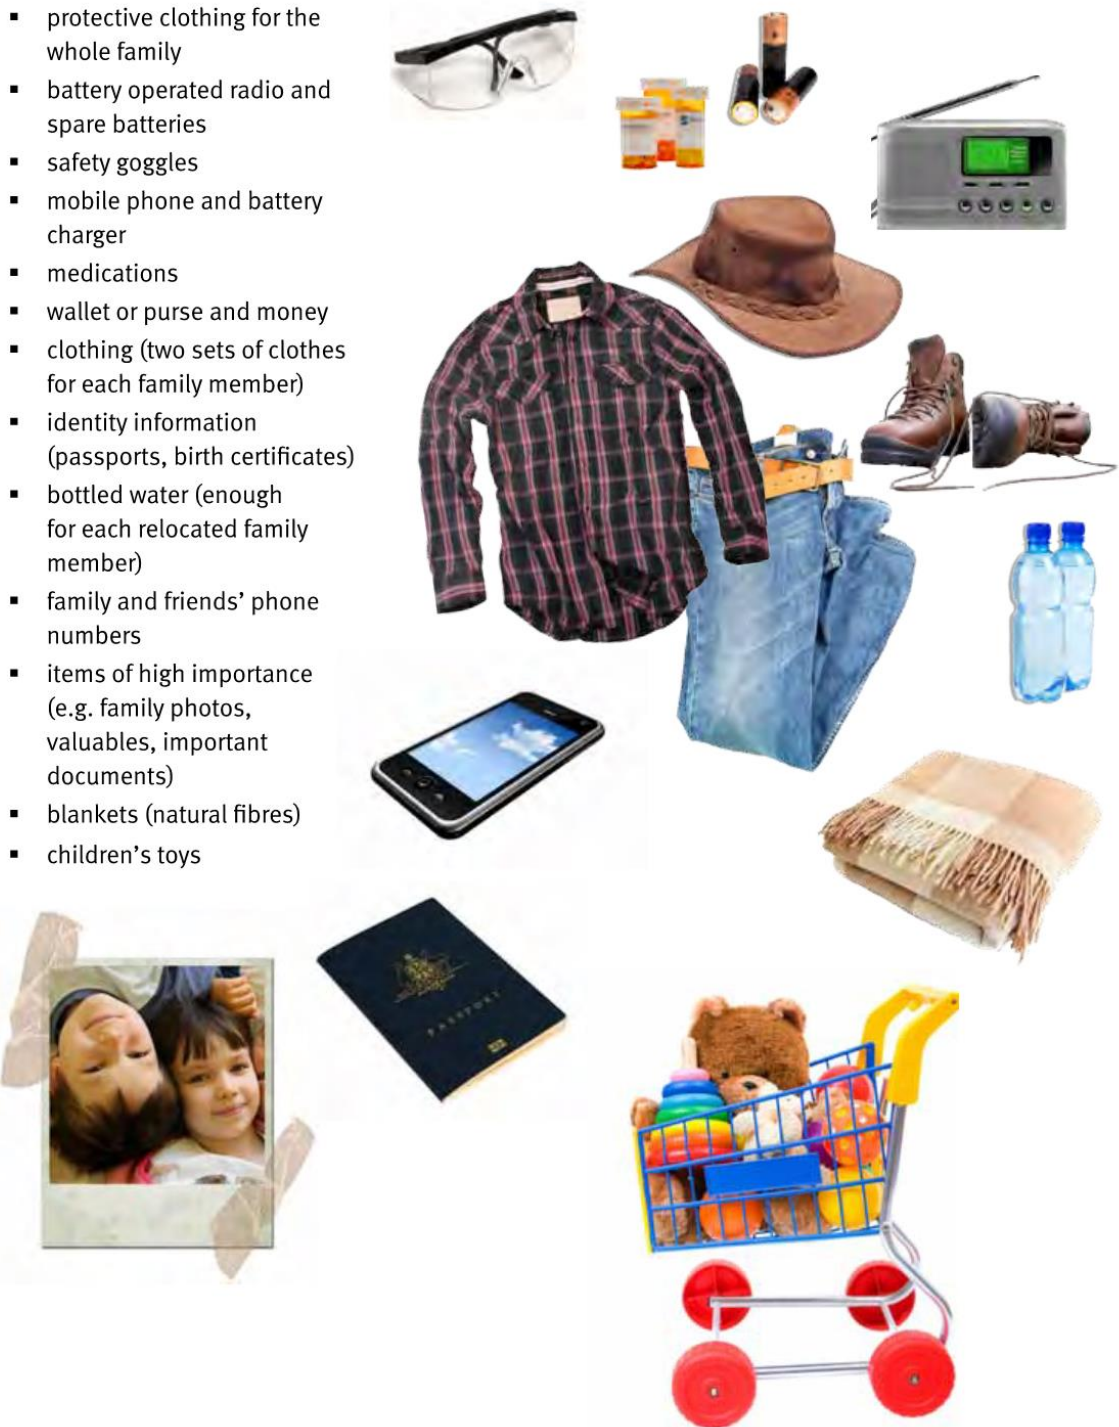 ▪ protective clothing for the
whole family
▪ battery operated radio and
spare batteries
▪ safety goggles
▪ mobile phone and battery
charger
▪ medications
▪ wallet or purse and money
▪ clothing (two sets of clothes
for each family member)
▪ identity information
(passports, birth certificates)
▪ bottled water (enough
for each relocated family
member)
▪ family and friends’ phone
numbers
▪ items of high importance
(e.g. family photos,
valuables, important
documents)
▪ blankets (natural fibres)
▪ children’s toys
PASSPORT